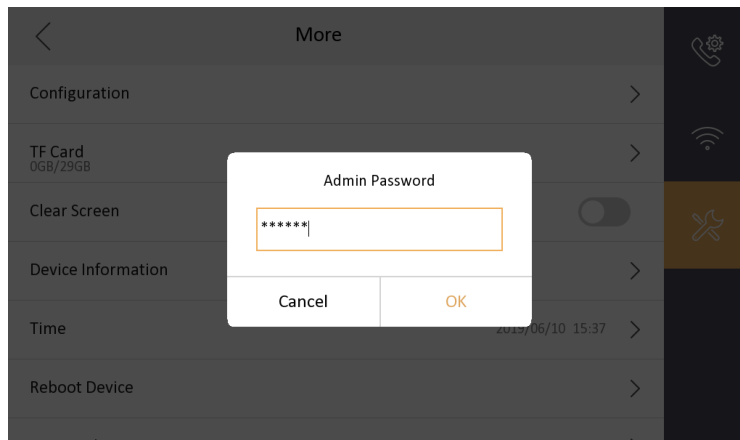 More
Configuration
TF Card
0GB/29GB
Admin Password
Clear Screen
******
Device Information
Cancel OK
Time 2019/06/10 15:37
Reboot Device